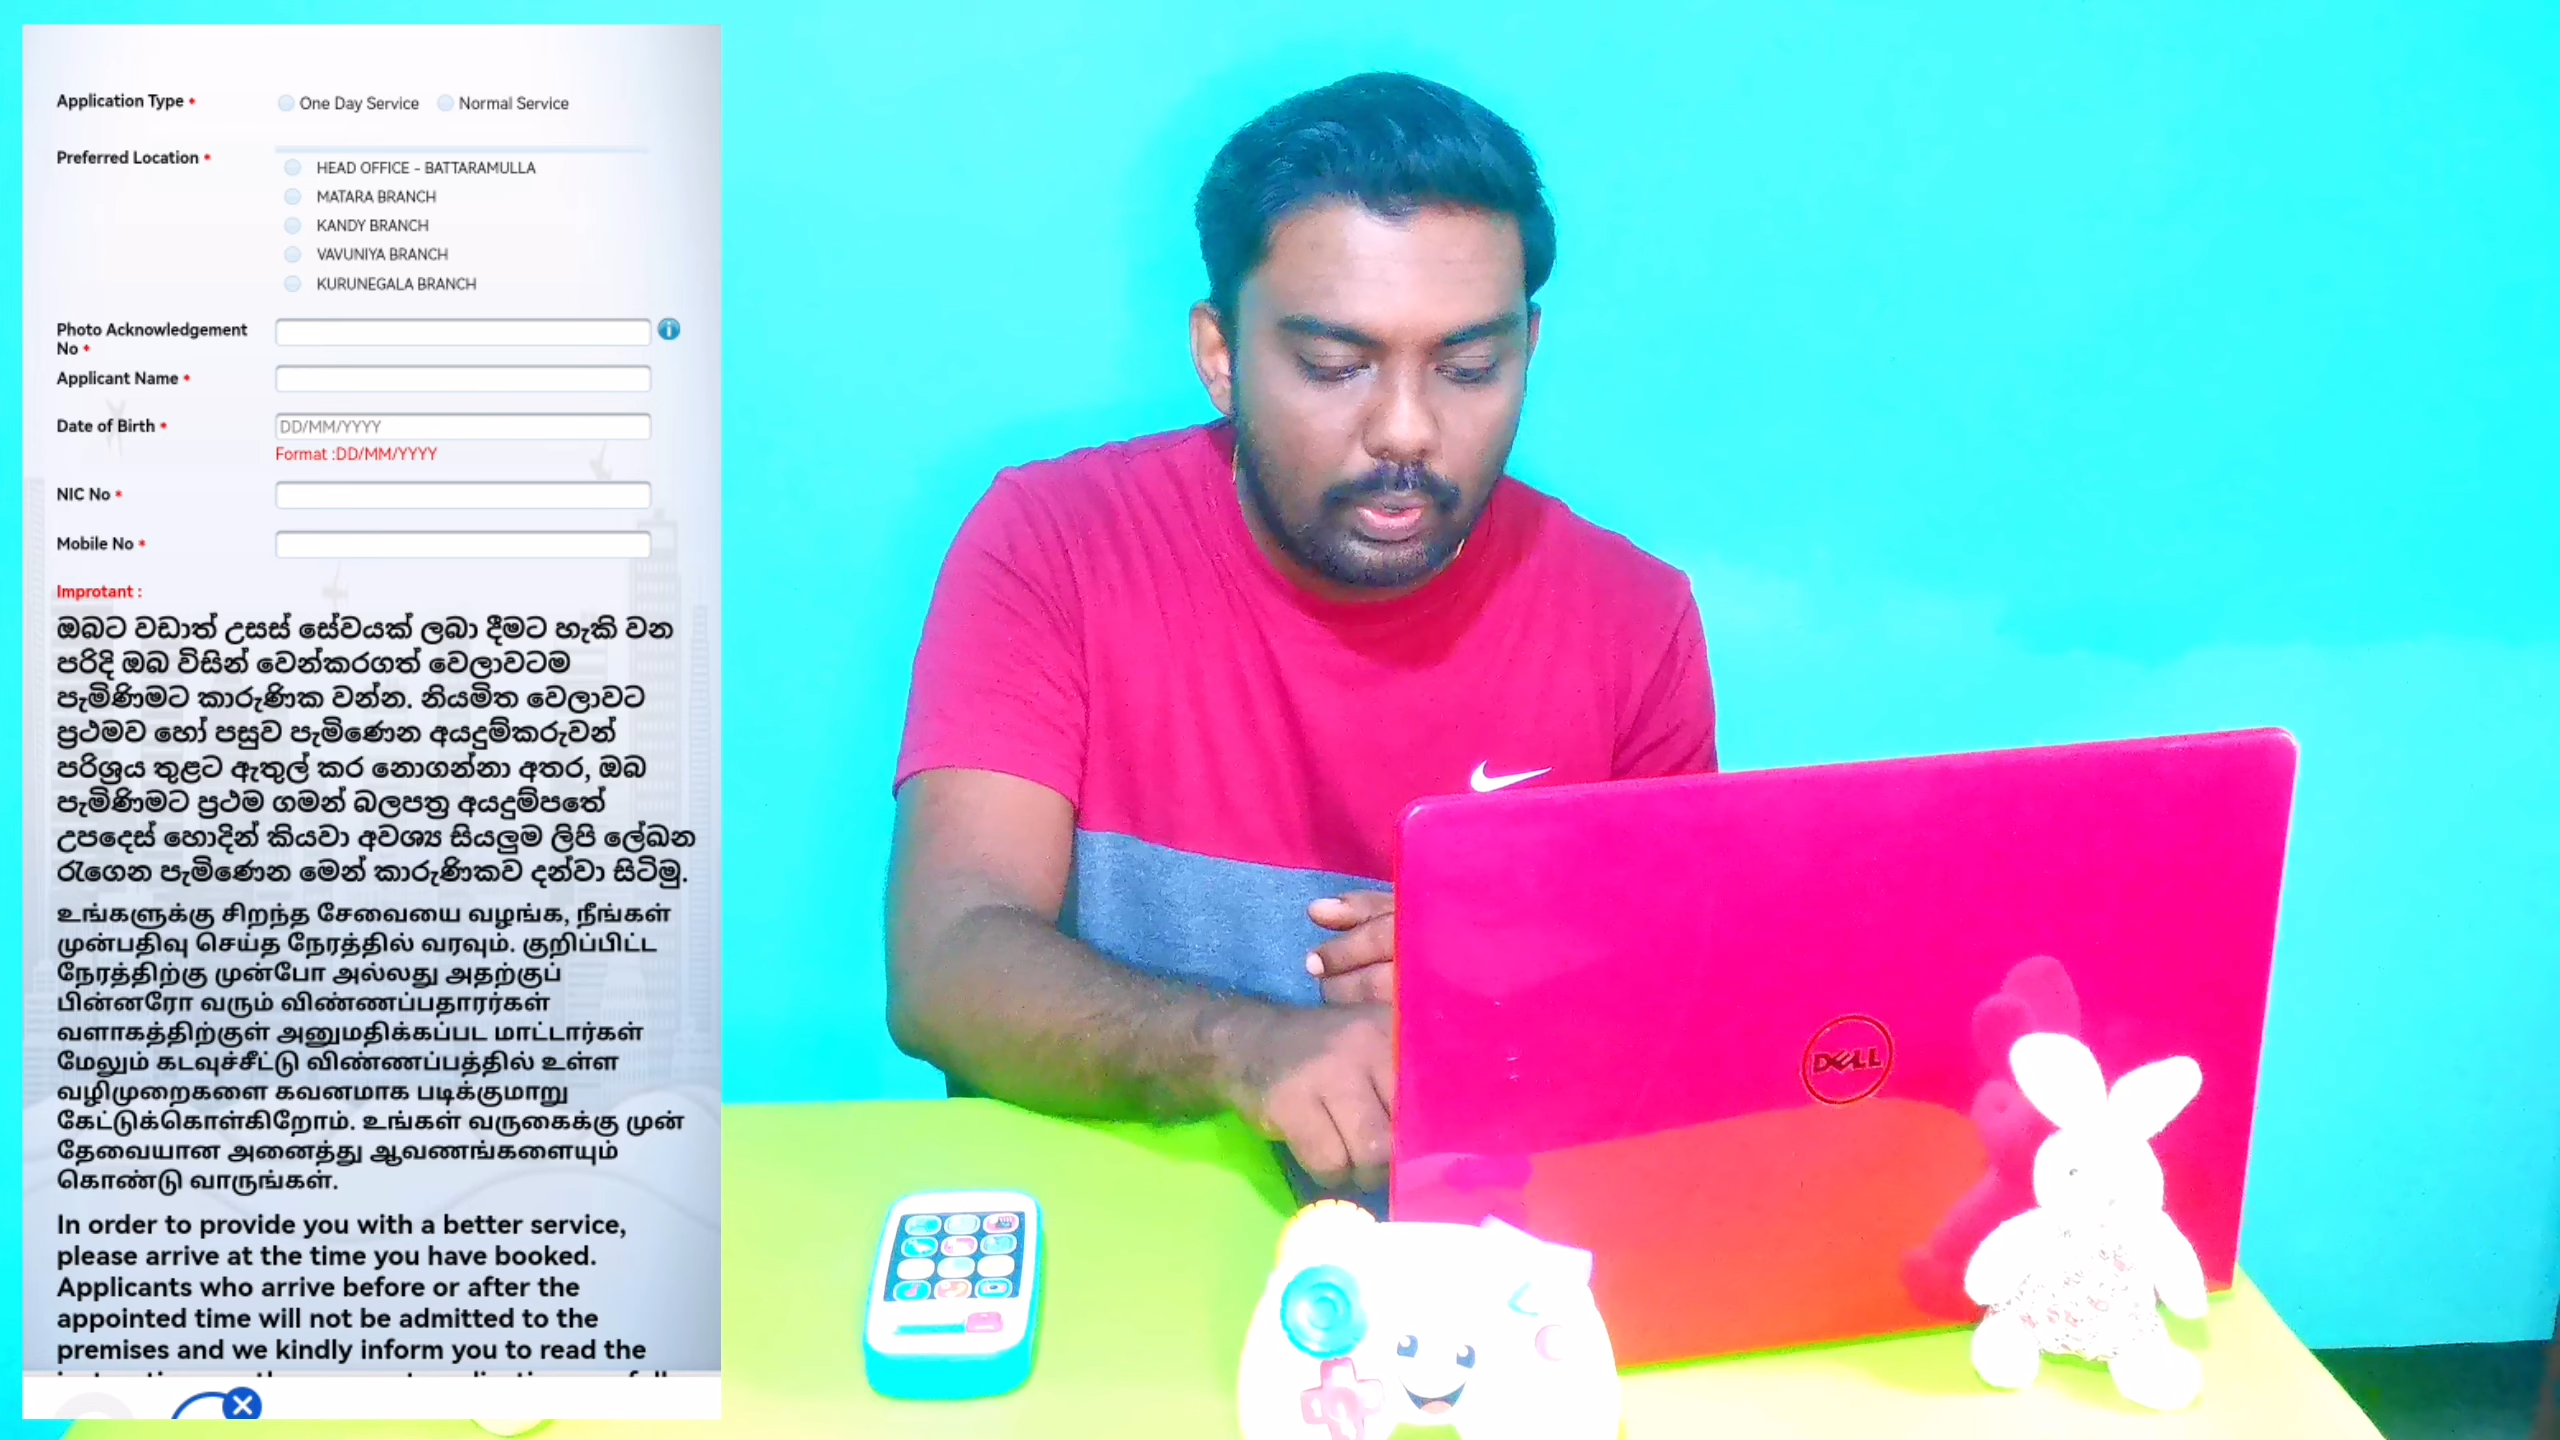 Application Type *
One Day Service
Normal Service
Preferred Location *
HEAD OFFICE - BATTARAMULLA
MATARA BRANCH
KANDY BRANCH
VAVUNIYA BRANCH
KURUNEGALA BRANCH
Photo Acknowledgement
No *
Applicant Name *
Date of Birth *
DD/MM/YYYY
Format :DD/MM/YYYY
NIC No *
Mobile No *
Improtant :
ඔබට වඩාත් උසස් සේවයක් ලබා දීමට හැකි වන
පරිදි ඔබ විසින් වෙන්කරගත් වෙලාවටම
පැමිණිමට කාරුණික වන්න. නියමිත වෙලාවට
ප්‍රථමව හෝ පසුව පැමිණෙන අයදුම්කරුවන්
පරිශ්‍රය තුළට ඇතුල් කර නොගන්නා අතර, ඔබ
පැමිණිමට ප්‍රථම ගමන් බලපත්‍ර අයදුම්පතේ
උපදෙස් හොදින් කියවා අවශ්‍ය සියලුම ලිපි ලේඛන
රැගෙන පැමිණෙන මෙන් කාරුණිකව දන්වා සිටිමු.
உங்களுக்கு சிறந்த சேவையை வழங்க, நீங்கள்
முன்பதிவு செய்த நேரத்தில் வரவும். குறிப்பிட்ட
நேரத்திற்கு முன்போ அல்லது அதற்குப்
பின்னரோ வரும் விண்ணப்பதாரர்கள்
வளாகத்திற்குள் அனுமதிக்கப்பட மாட்டார்கள்
மேலும் கடவுச்சீட்டு விண்ணப்பத்தில் உள்ள
வழிமுறைகளை கவனமாக படிக்குமாறு
கேட்டுக்கொள்கிறோம். உங்கள் வருகைக்கு முன்
தேவையான அனைத்து ஆவணங்களையும்
கொண்டு வாருங்கள்.
In order to provide you with a better service,
please arrive at the time you have booked.
Applicants who arrive before or after the
appointed time will not be admitted to the
premises and we kindly inform you to read the
DELL